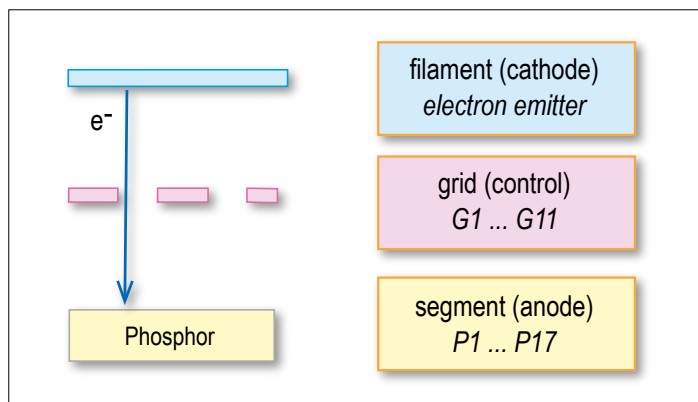 filament (cathode)
electron emitter
e⁻
grid (control)
G1 ... G11
segment (anode)
P1 ... P17
Phosphor